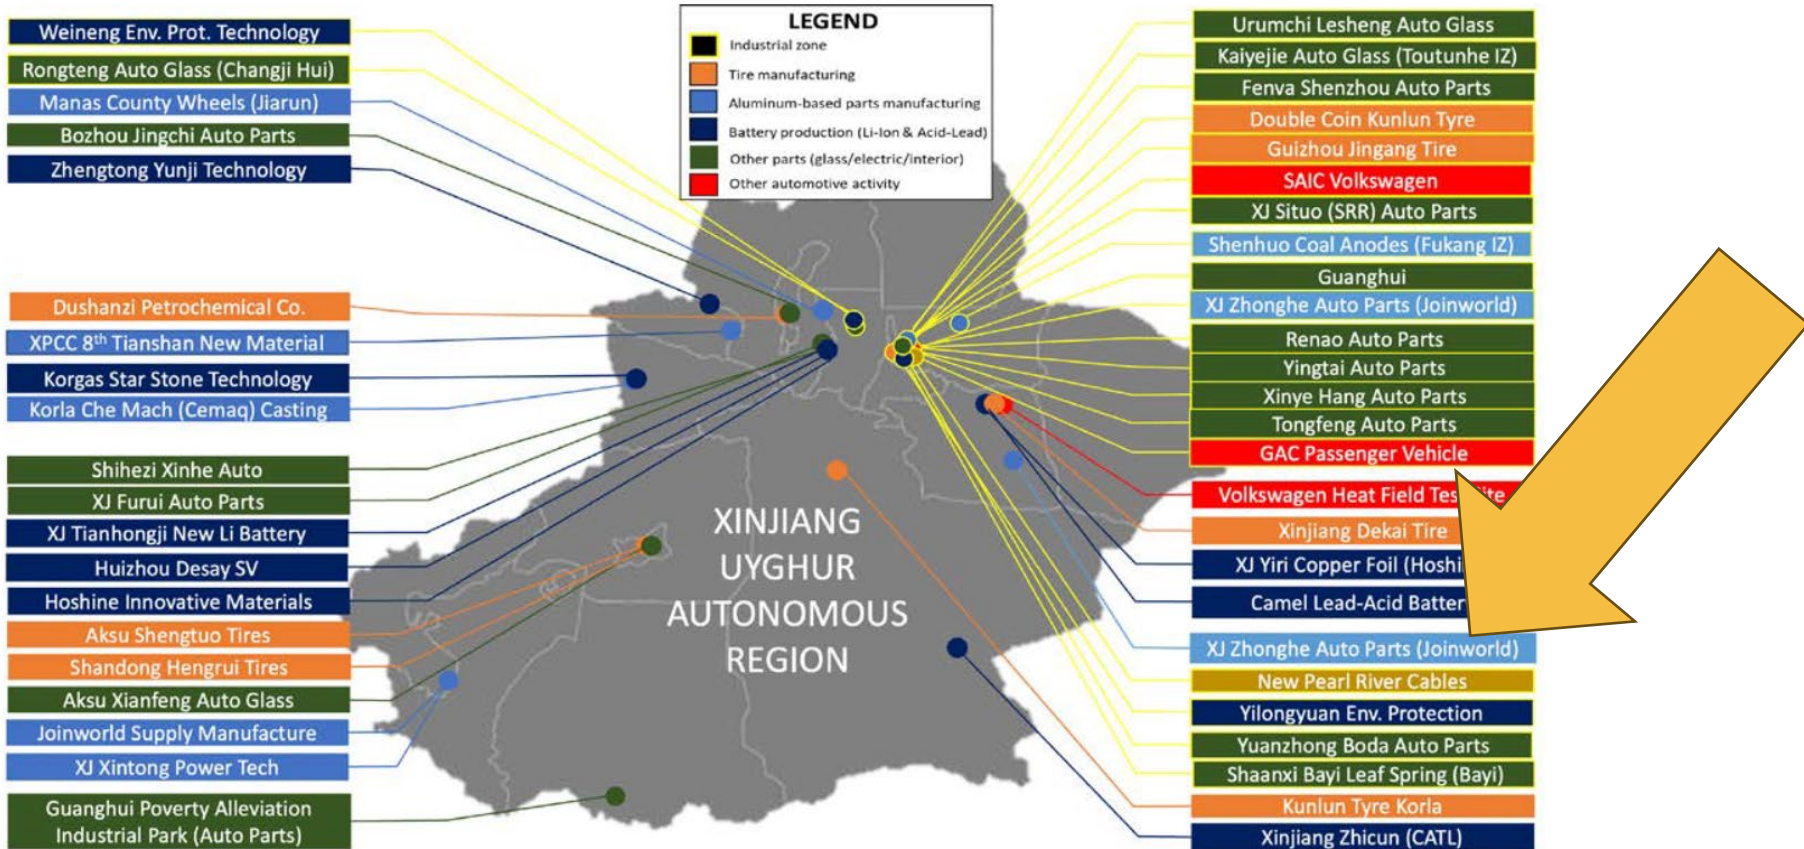 LEGEND
Industrial zone
Tire manufacturing
Aluminum-based parts manufacturing
Battery production (Li-Ion & Acid-Lead)
Other parts (glass/electric/interior)
Other automotive activity
Weineng Env. Prot. Technology
Rongteng Auto Glass (Changji Hui)
Manas County Wheels (Jiarun)
Bozhou Jingchi Auto Parts
Zhengtong Yunji Technology
Dushanzi Petrochemical Co.
XPCC 8th Tianshan New Material
Korgas Star Stone Technology
Korla Che Mach (Cemaq) Casting
Shihezi Xinhe Auto
XJ Furui Auto Parts
XJ Tianhongji New Li Battery
Huizhou Desay SV
Hoshine Innovative Materials
Aksu Shengtuo Tires
Shandong Hengrui Tires
Aksu Xianfeng Auto Glass
Joinworld Supply Manufacture
XJ Xintong Power Tech
Guanghui Poverty Alleviation
Industrial Park (Auto Parts)
XINJIANG
UYGHUR
AUTONOMOUS
REGION
Urumchi Lesheng Auto Glass
Kaiyejie Auto Glass (Toutunhe IZ)
Fenva Shenzhou Auto Parts
Double Coin Kunlun Tyre
Guizhou Jingang Tire
SAIC Volkswagen
XJ Situo (SRR) Auto Parts
Shenhuo Coal Anodes (Fukang IZ)
Guanghui
XJ Zhonghe Auto Parts (Joinworld)
Renao Auto Parts
Yingtai Auto Parts
Xinye Hang Auto Parts
Tongfeng Auto Parts
GAC Passenger Vehicle
Volkswagen Heat Field
Xinjiang Dekai Tire
XJ Yiri Copper Foil
Camel Lead-Acid
XJ Zhonghe Auto Parts (Joinworld)
New Pearl River Cables
Yilongyuan Env. Protection
Yuanzhong Boda Auto Parts
Shaanxi Bayi Leaf Spring (Bayi)
Kunlun Tyre Korla
Xinjiang Zhicun (CATL)